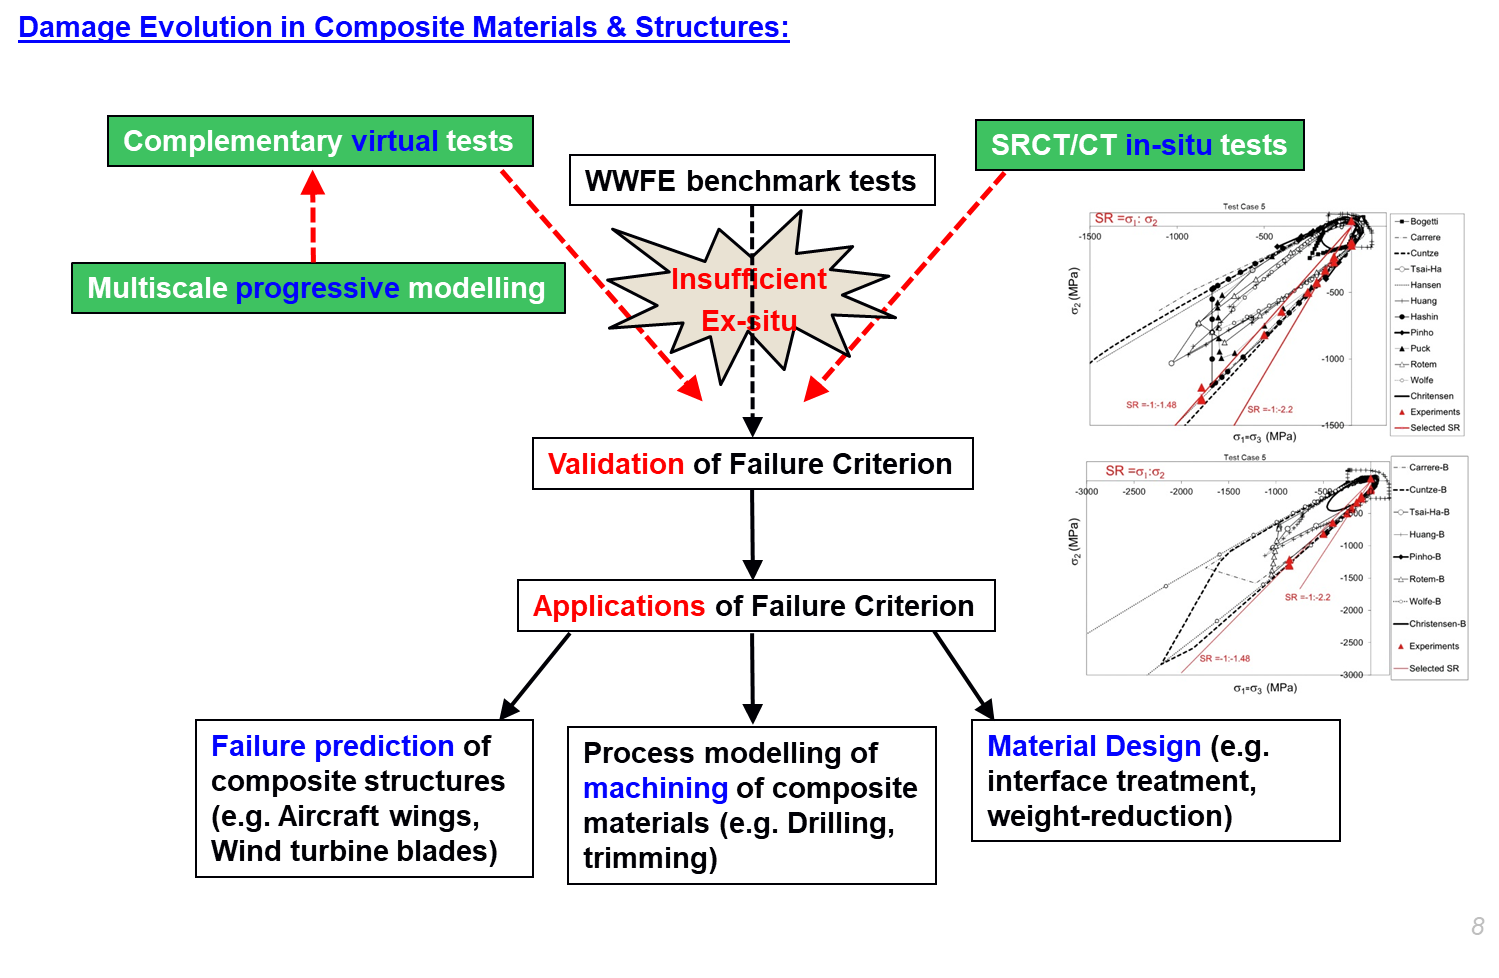 Damage Evolution in Composite Materials & Structures:
Complementary virtual tests
SRCT/CT in-situ tests
WWFE benchmark tests
Multiscale progressive modelling
Insufficient
Ex-situ
Validation of Failure Criterion
Applications of Failure Criterion
Failure prediction of
composite structures
(e.g. Aircraft wings,
Wind turbine blades)
Process modelling of
machining of composite
materials (e.g. Drilling,
trimming)
Material Design (e.g.
interface treatment,
weight-reduction)
Test Case 5
SR =σ₁: σ₂
-1500
-1000
-500
-500
-1000
-1500
σ₂ (MPa)
σ₁=σ₃ (MPa)
SR =-1:-1.48
SR =-1:-2.2
Bogetti
Carrere
Cuntze
Tsai-Ha
Hansen
Huang
Hashin
Pinho
Puck
Rotem
Wolfe
Chritensen
Experiments
Selected SR
Test Case 5
SR =σ₁:σ₂
-3000
-2500
-2000
-1500
-1000
-500
-1000
-1500
-2000
-2500
-3000
σ₂ (MPa)
σ₁=σ₃ (MPa)
SR =-1:-2.2
SR =-1:-1.48
Carrere-B
Cuntze-B
Tsai-Ha-B
Huang-B
Pinho-B
Rotem-B
Wolfe-B
Christensen-B
Experiments
Selected SR
8